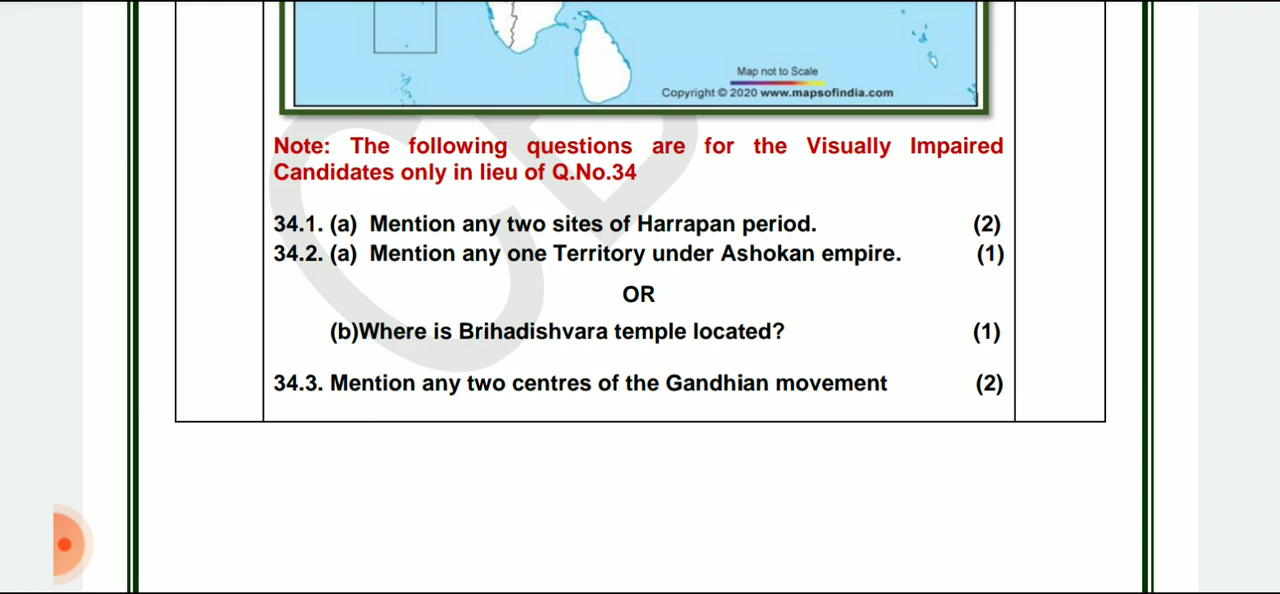 Map not to Scale
Copyright © 2020 www.mapsofindia.com
Note: The following questions are for the Visually Impaired
Candidates only in lieu of Q.No.34
34.1. (a) Mention any two sites of Harrapan period. (2)
34.2. (a) Mention any one Territory under Ashokan empire. (1)
OR
(b)Where is Brihadishvara temple located? (1)
34.3. Mention any two centres of the Gandhian movement (2)